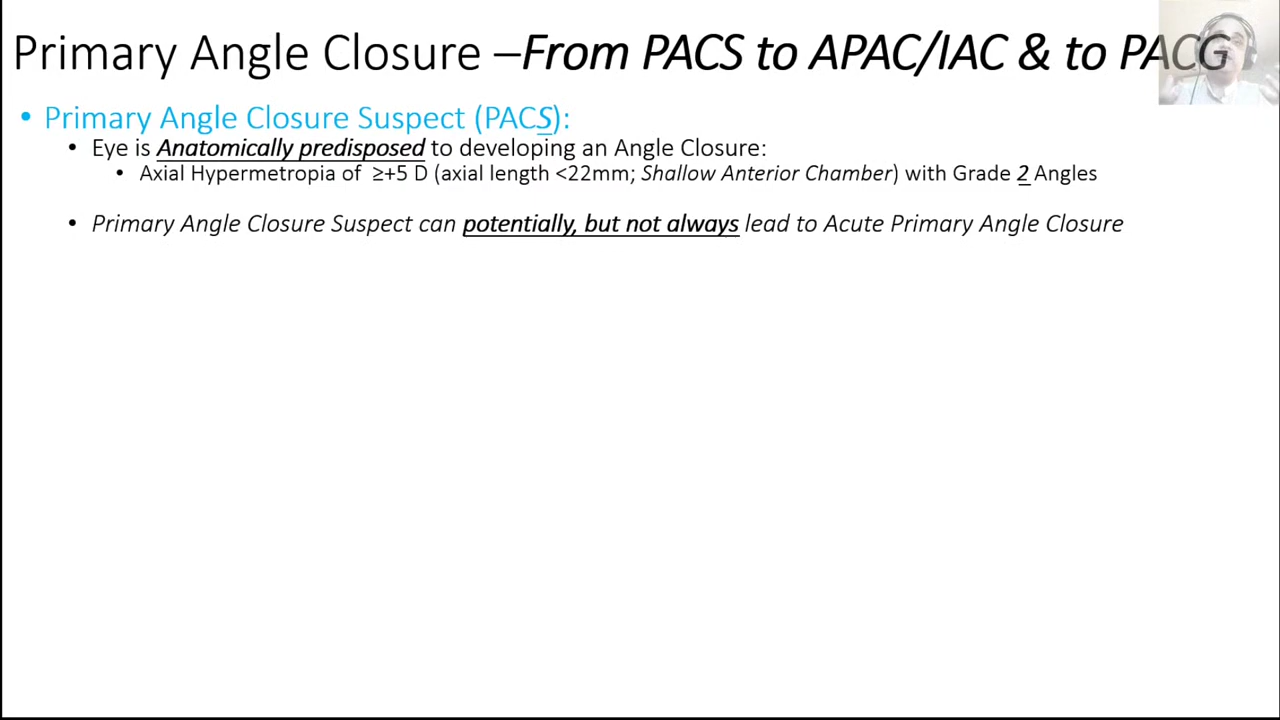 Primary Angle Closure –From PACS to APAC/IAC & to PACG
• Primary Angle Closure Suspect (PACS):
• Eye is Anatomically predisposed to developing an Angle Closure:
• Axial Hypermetropia of ≥+5 D (axial length <22mm; Shallow Anterior Chamber) with Grade 2 Angles
• Primary Angle Closure Suspect can potentially, but not always lead to Acute Primary Angle Closure